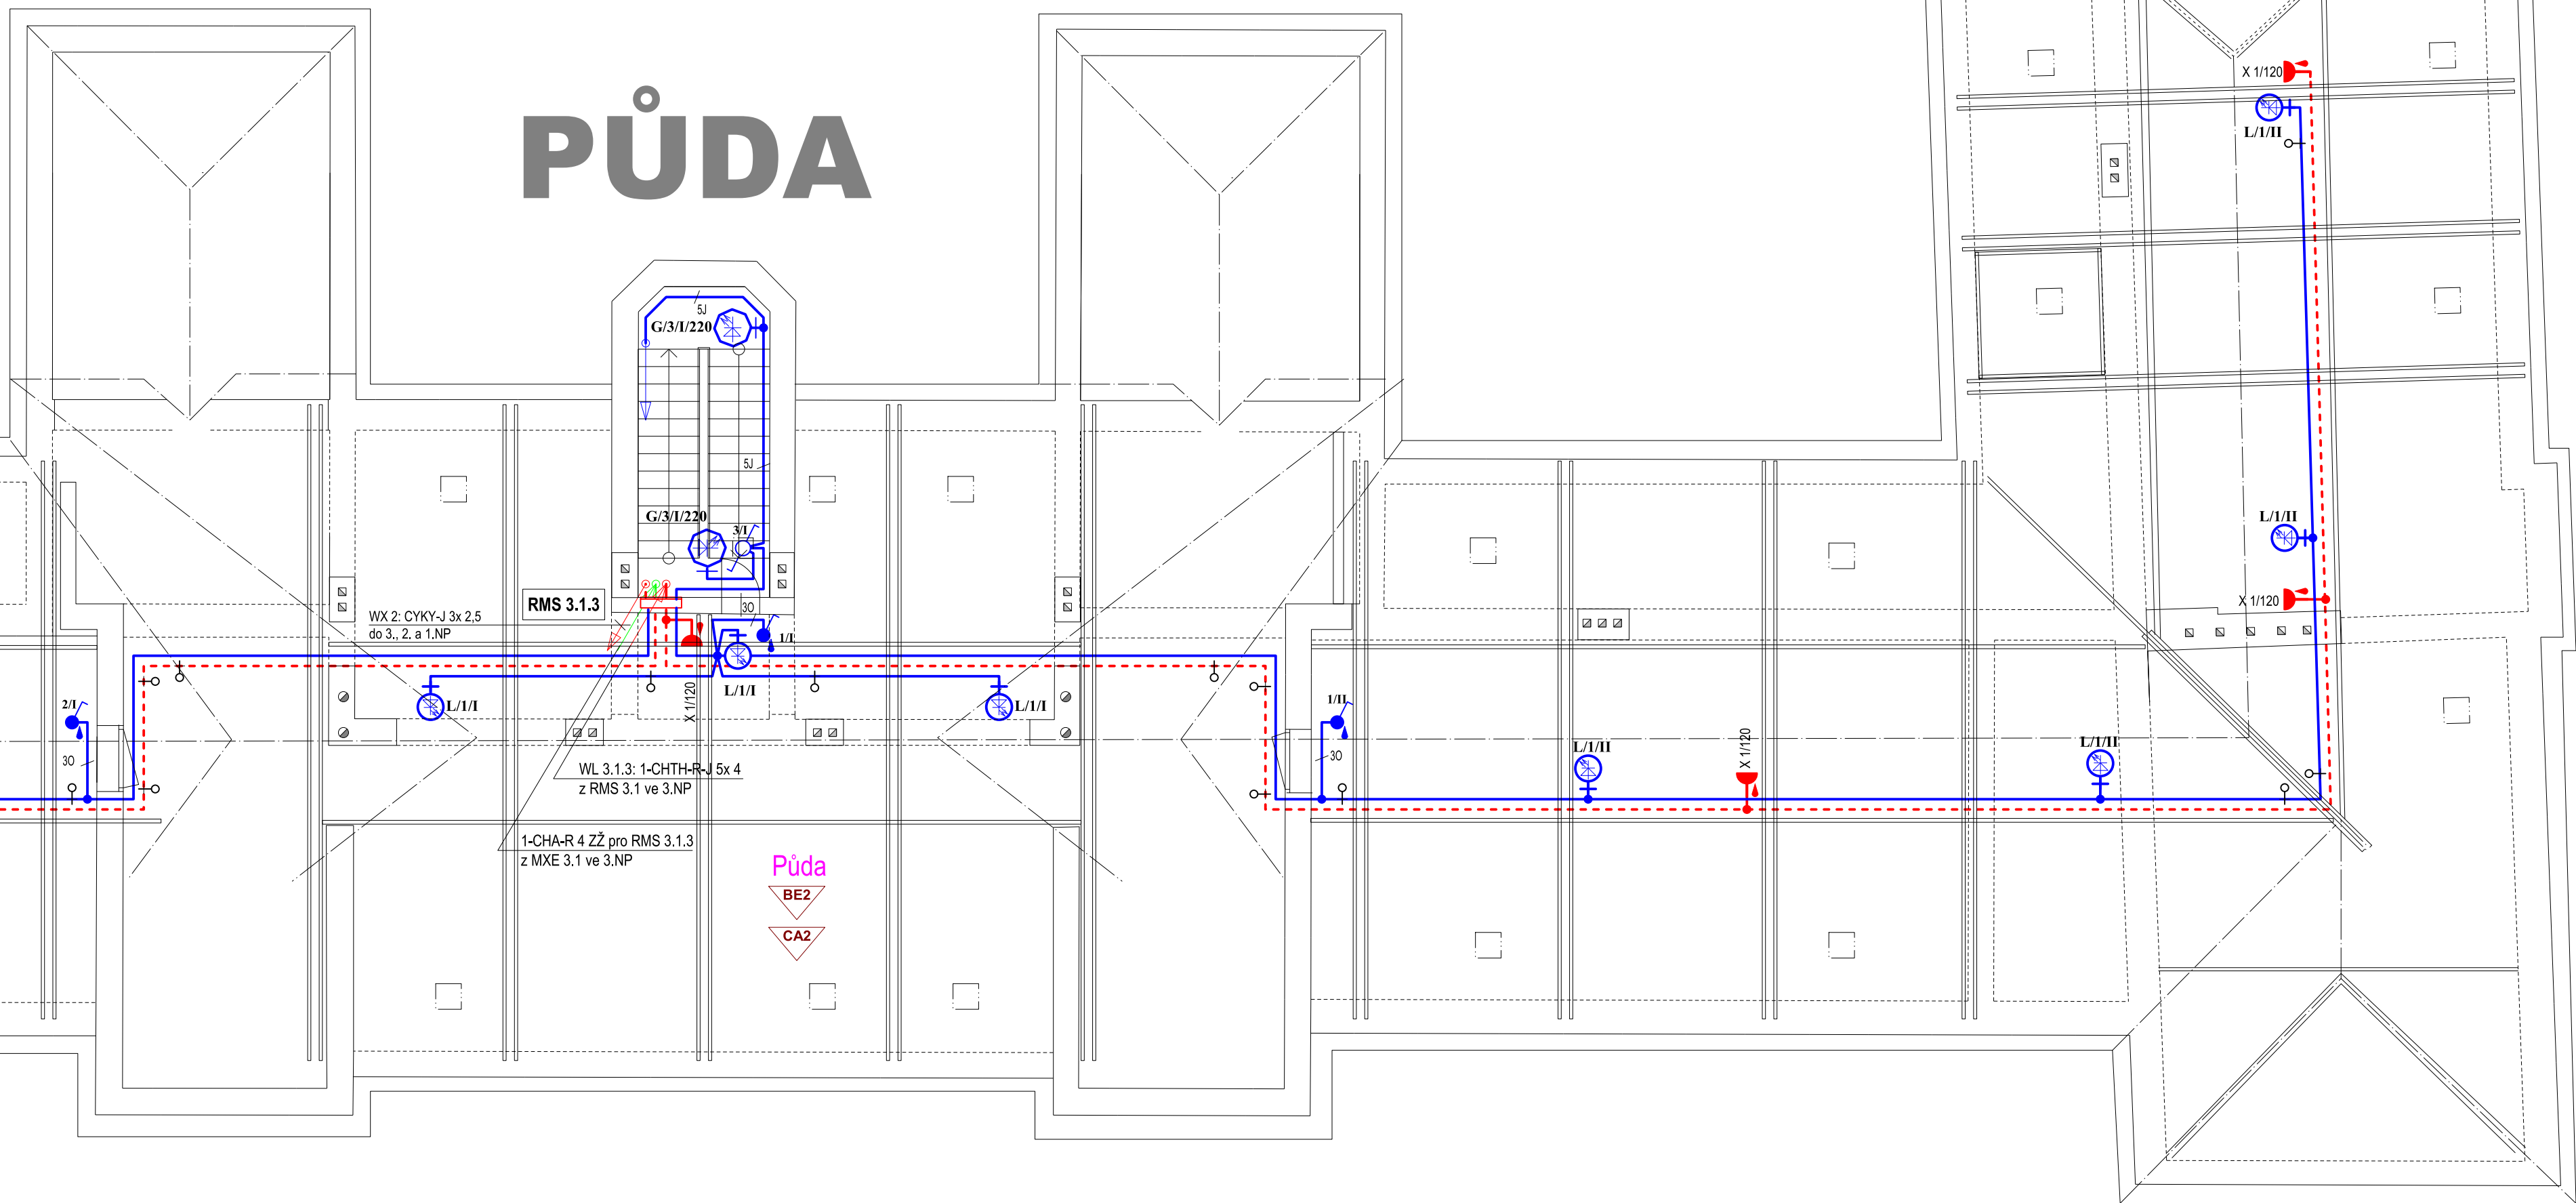 PŮDA
X 1/120
L/1/II
5J
G/3/I/220
5J
G/3/I/220
3/I
L/1/II
RMS 3.1.3
30
X 1/120
WX 2: CYKY-J 3x 2,5
do 3., 2. a 1.NP
1/I
2/I
L/1/I
X 1/120
L/1/I
L/1/I
1/II
30
30
X 1/120
L/1/II
L/1/II
WL 3.1.3: 1-CHTH-R-J 5x 4
z RMS 3.1 ve 3.NP
1-CHA-R 4 ZŽ pro RMS 3.1.3
z MXE 3.1 ve 3.NP
Půda
BE2
CA2